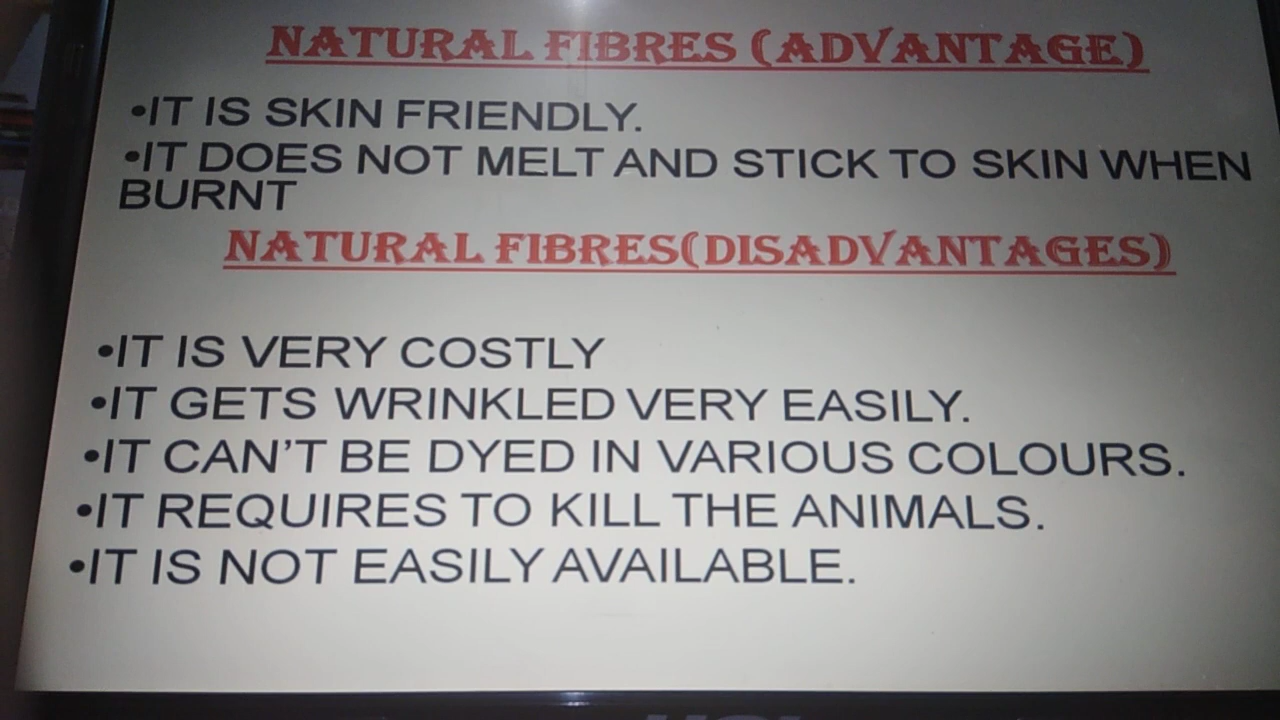 NATURAL FIBRES (ADVANTAGE)
•IT IS SKIN FRIENDLY.
•IT DOES NOT MELT AND STICK TO SKIN WHEN
BURNT
NATURAL FIBRES(DISADVANTAGES)
•IT IS VERY COSTLY
•IT GETS WRINKLED VERY EASILY.
•IT CAN'T BE DYED IN VARIOUS COLOURS.
•IT REQUIRES TO KILL THE ANIMALS.
•IT IS NOT EASILY AVAILABLE.